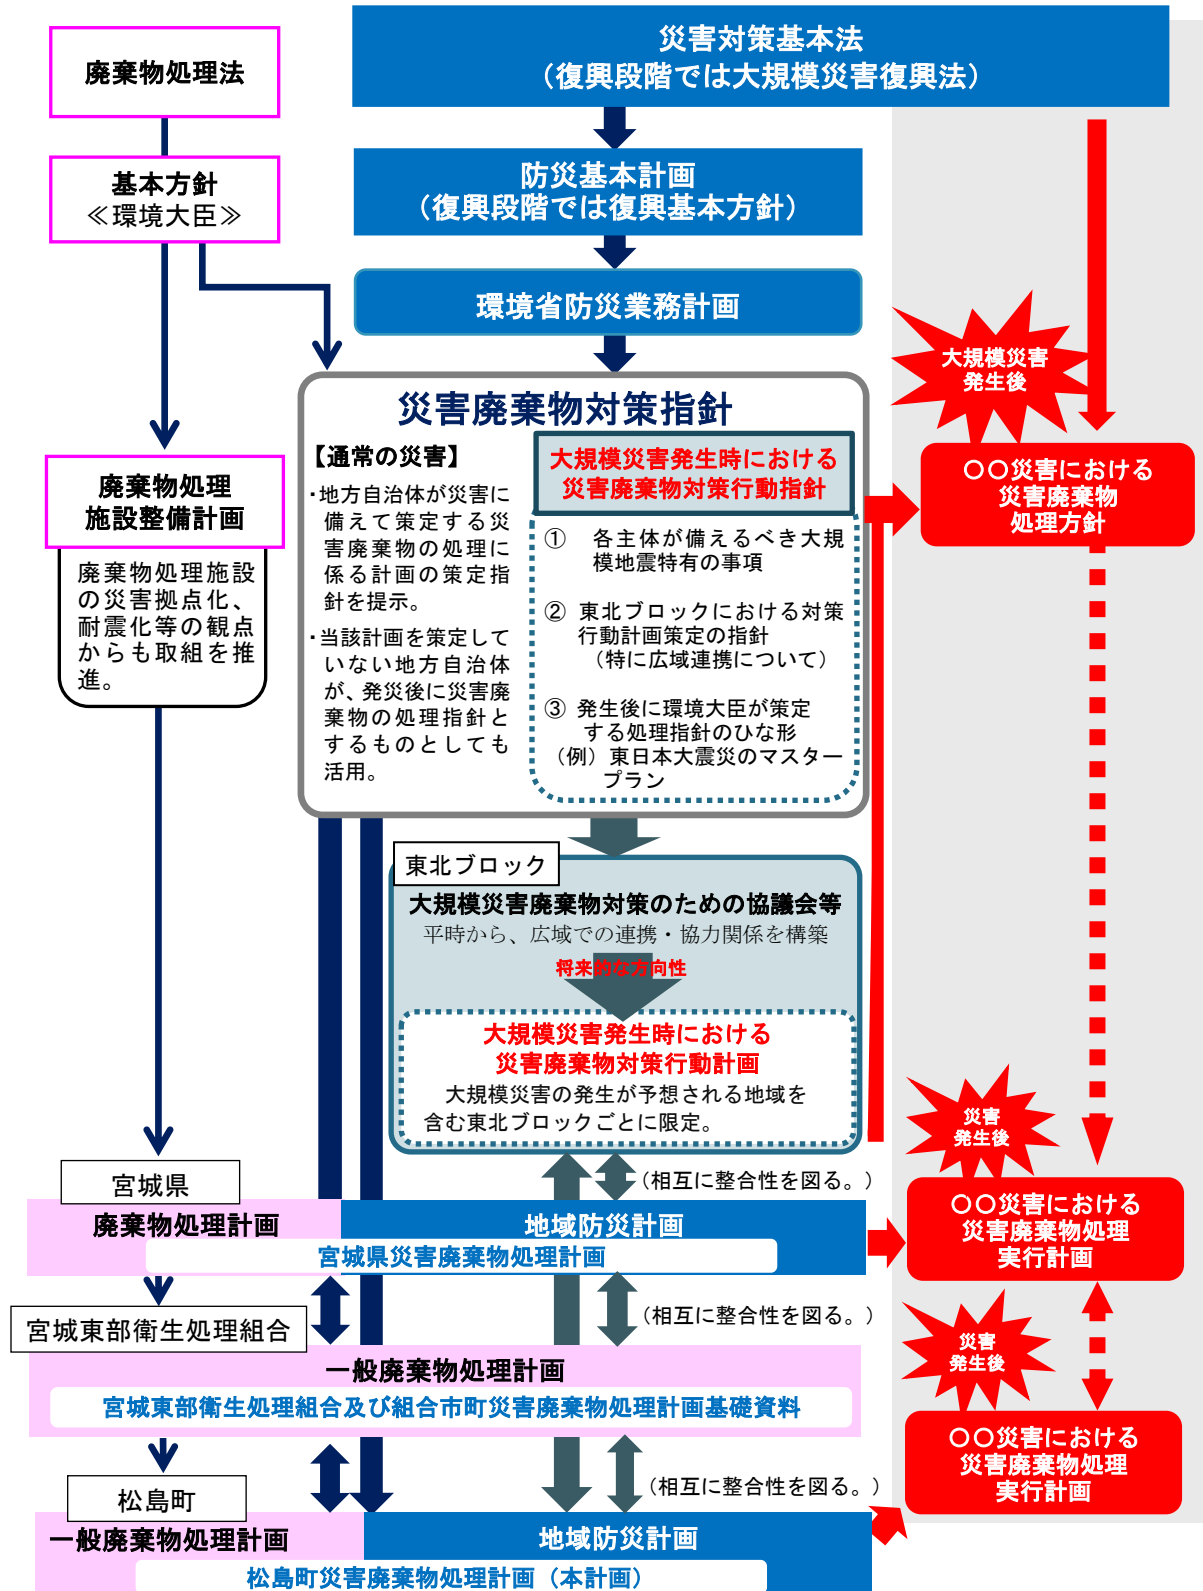 廃棄物処理法
基本方針
≪環境大臣≫
災害対策基本法
（復興段階では大規模災害復興法）
防災基本計画
（復興段階では復興基本方針）
環境省防災業務計画
廃棄物処理
施設整備計画
廃棄物処理施設
の災害拠点化、
耐震化等の観点
からも取組を推
進。
災害廃棄物対策指針
【通常の災害】
・地方自治体が災害に
備えて策定する災
害廃棄物の処理に
係る計画の策定指
針を提示。
・当該計画を策定して
いない地方自治体
が、発災後に災害廃
棄物の処理指針と
するものとしても
活用。
大規模災害発生時における
災害廃棄物対策行動指針
① 各主体が備えるべき大規
模地震特有の事項
② 東北ブロックにおける対策
行動計画策定の指針
（特に広域連携について）
③ 発生後に環境大臣が策定
する処理指針のひな形
（例）東日本大震災のマスター
プラン
大規模災害
発生後
〇〇災害における
災害廃棄物
処理方針
東北ブロック
大規模災害廃棄物対策のための協議会等
平時から、広域での連携・協力関係を構築
将来的な方向性
大規模災害発生時における
災害廃棄物対策行動計画
大規模災害の発生が予想される地域を
含む東北ブロックごとに限定。
災害
発生後
（相互に整合性を図る。）
宮城県
廃棄物処理計画
地域防災計画
宮城県災害廃棄物処理計画
〇〇災害における
災害廃棄物処理
実行計画
（相互に整合性を図る。）
宮城東部衛生処理組合
一般廃棄物処理計画
宮城東部衛生処理組合及び組合市町災害廃棄物処理計画基礎資料
災害
発生後
〇〇災害における
災害廃棄物処理
実行計画
（相互に整合性を図る。）
松島町
一般廃棄物処理計画
地域防災計画
松島町災害廃棄物処理計画（本計画）